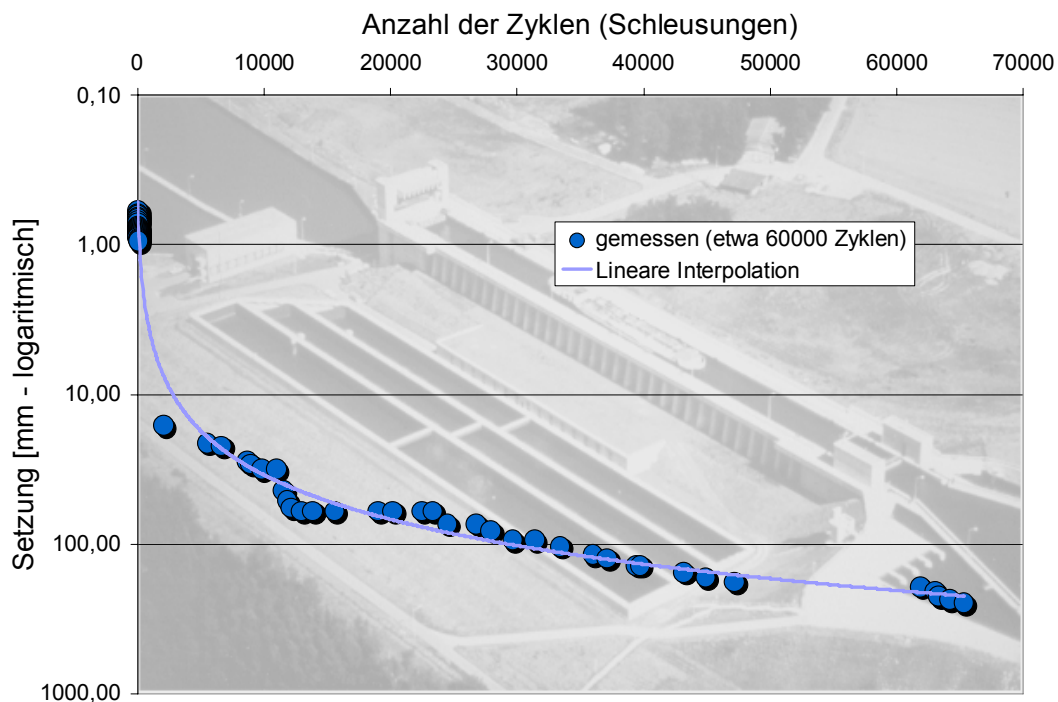 Anzahl der Zyklen (Schleusungen)
0 10000 20000 30000 40000 50000 60000 70000
0,10
1,00
10,00
100,00
1000,00
Setzung [mm - logaritmisch]
gemessen (etwa 60000 Zyklen)
Lineare Interpolation